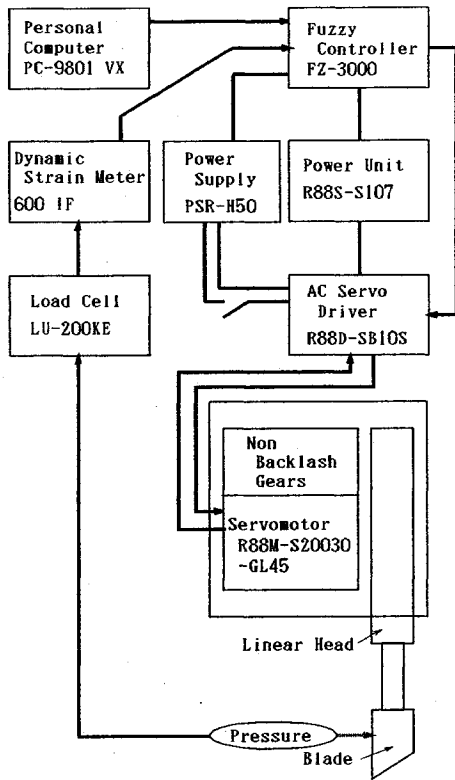 Personal
Computer
PC-9801 VX
Fuzzy
Controller
FZ-3000
Dynamic
Strain Meter
600 IF
Power
Supply
PSR-H50
Power Unit
R88S-S107
Load Cell
LU-200KE
AC Servo
Driver
R88D-SB10S
Non
Backlash
Gears
Servomotor
R88M-S20030
-GL45
Linear Head
Pressure
Blade